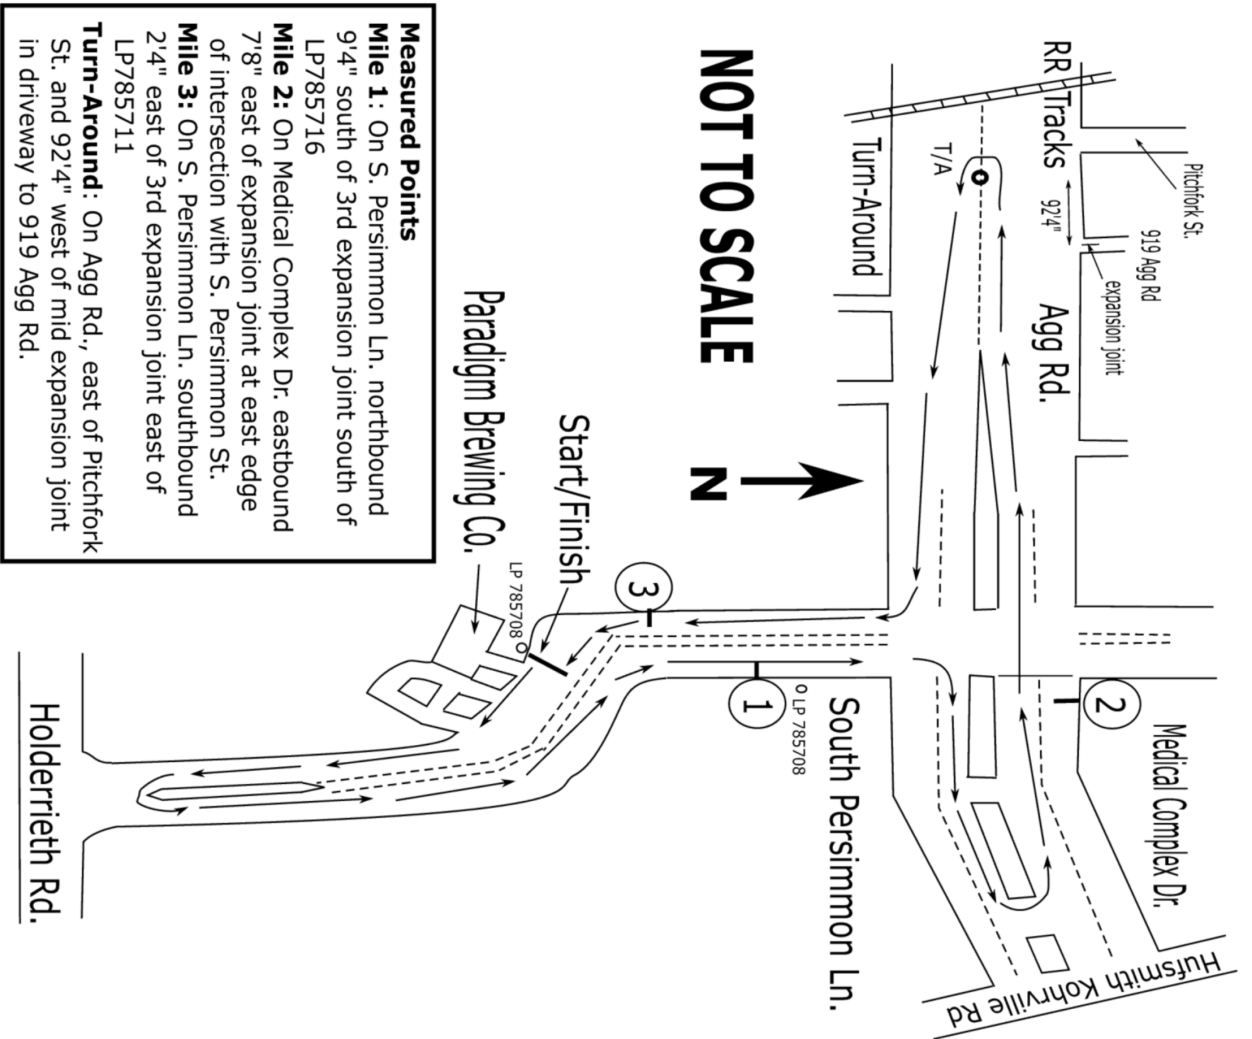 Measured Points
Mile 1: On S. Persimmon Ln. northbound
9'4" south of 3rd expansion joint south of
LP785716
Mile 2: On Medical Complex Dr. eastbound
7'8" east of expansion joint at east edge
of intersection with S. Persimmon St.
Mile 3: On S. Persimmon Ln. southbound
2'4" east of 3rd expansion joint east of
LP785711
Turn-Around: On Agg Rd., east of Pitchfork
St. and 92'4" west of mid expansion joint
in driveway to 919 Agg Rd.
NOT TO SCALE
N
RR Tracks
Pitchfork St.
92'4"
919 Agg Rd
expansion joint
Agg Rd.
T/A
Turn-Around
Paradigm Brewing Co.
Start/Finish
LP 785708
3
1
LP 785708
2
South Persimmon Ln.
Medical Complex Dr.
Hufsmith Kohrville Rd
Holderrieth Rd.